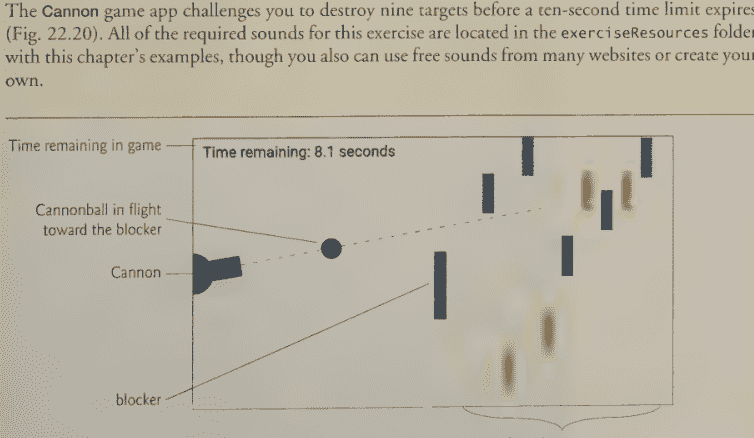 The Cannon game app challenges you to destroy nine targets before a ten-second time limit expires
(Fig. 22.20). All of the required sounds for this exercise are located in the exerciseResources folder
with this chapter's examples, though you also can use free sounds from many websites or create your
own.
Time remaining in game
Time remaining: 8.1 seconds
Cannonball in flight
toward the blocker
Cannon
blocker